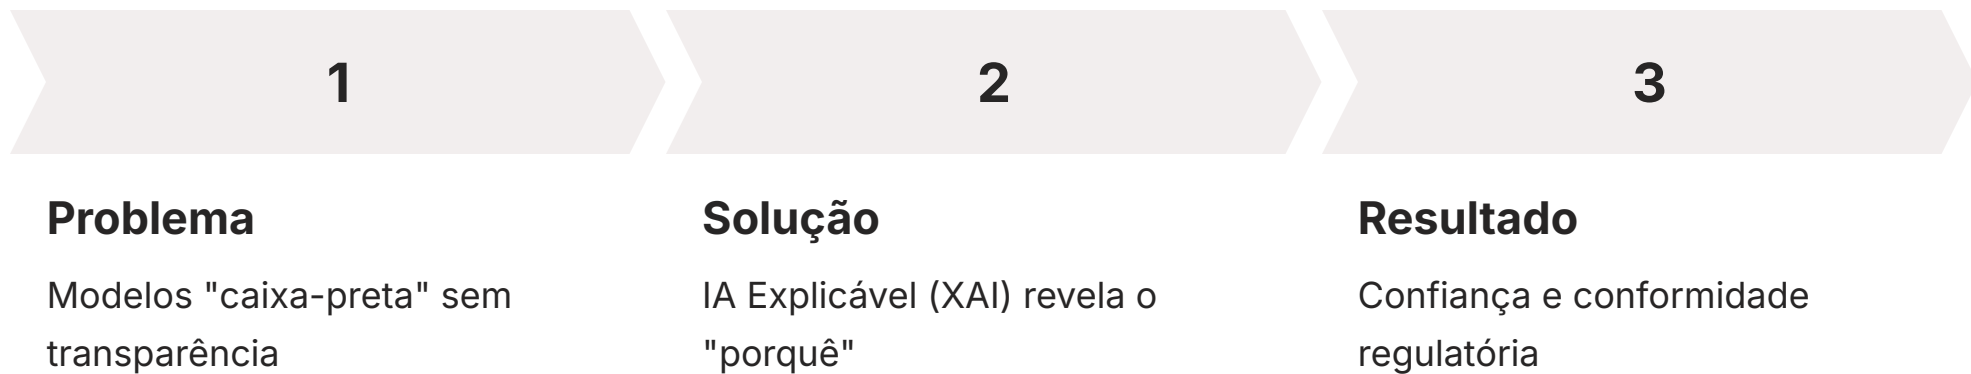 1
Problema
Modelos "caixa-preta" sem
transparência
2
Solução
IA Explicável (XAI) revela o
"porquê"
3
Resultado
Confiança e conformidade
regulatória